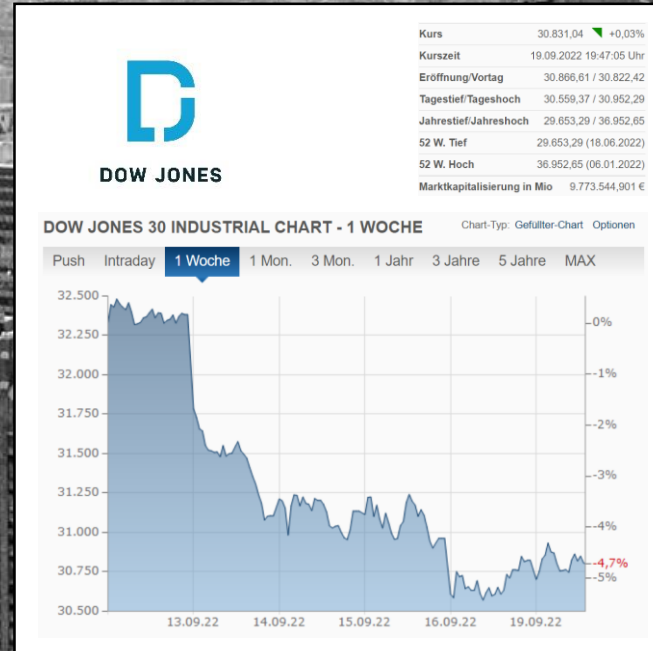 DOW JONES
Kurs 30.831,04 +0,03%
Kurszeit 19.09.2022 19:47:05 Uhr
Eröffnung/Vortag 30.866,61 / 30.822,42
Tagestief/Tageshoch 30.559,37 / 30.952,29
Jahrestief/Jahreshoch 29.653,29 / 36.952,65
52 W. Tief 29.653,29 (18.06.2022)
52 W. Hoch 36.952,65 (06.01.2022)
Marktkapitalisierung in Mio 9.773.544,901 €
DOW JONES 30 INDUSTRIAL CHART - 1 WOCHE Chart-Typ: Gefüllter-Chart Optionen
Push Intraday 1 Woche 1 Mon. 3 Mon. 1 Jahr 3 Jahre 5 Jahre MAX
32.500
0%
32.250
32.000
-1%
31.750
-2%
31.500
-3%
31.250
31.000
-4%
30.750
-4,7%
-5%
30.500
13.09.22 14.09.22 15.09.22 16.09.22 19.09.22